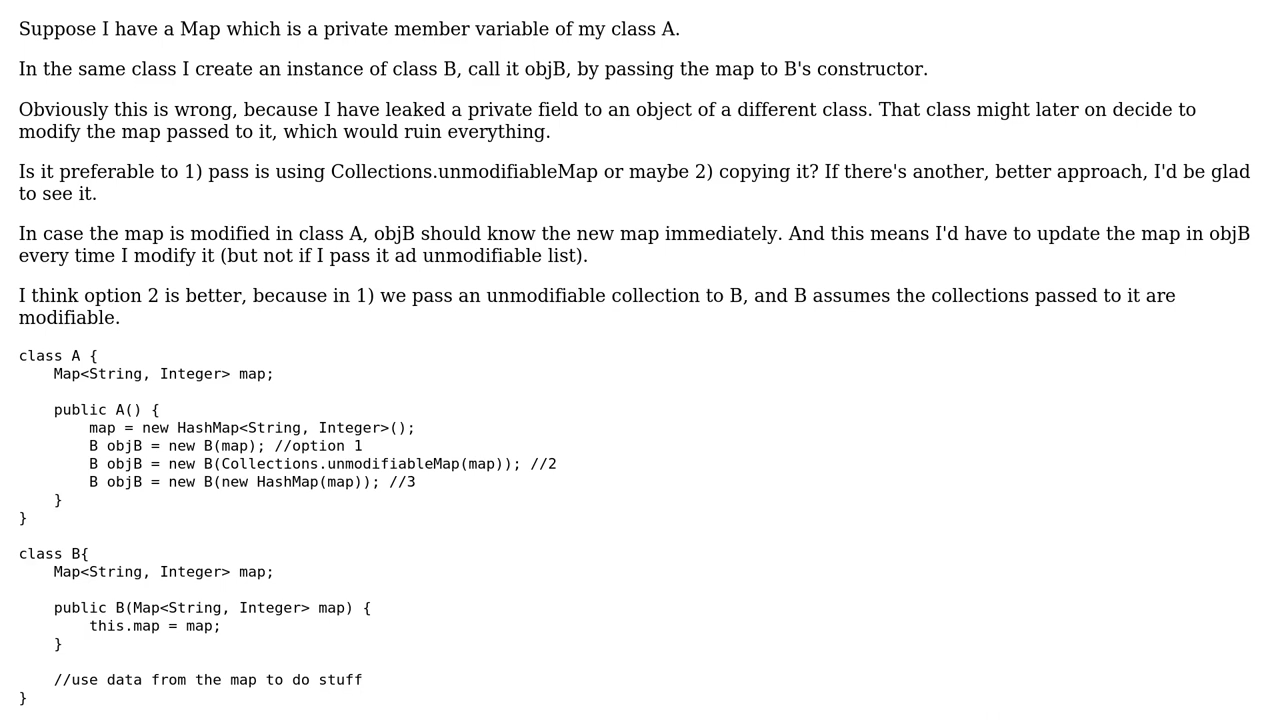 Suppose I have a Map which is a private member variable of my class A.
In the same class I create an instance of class B, call it objB, by passing the map to B's constructor.
Obviously this is wrong, because I have leaked a private field to an object of a different class. That class might later on decide to
modify the map passed to it, which would ruin everything.
Is it preferable to 1) pass is using Collections.unmodifiableMap or maybe 2) copying it? If there's another, better approach, I'd be glad
to see it.
In case the map is modified in class A, objB should know the new map immediately. And this means I'd have to update the map in objB
every time I modify it (but not if I pass it ad unmodifiable list).
I think option 2 is better, because in 1) we pass an unmodifiable collection to B, and B assumes the collections passed to it are
modifiable.
class A {
    Map<String, Integer> map;
    public A() {
        map = new HashMap<String, Integer>();
        B objB = new B(map); //option 1
        B objB = new B(Collections.unmodifiableMap(map)); //2
        B objB = new B(new HashMap(map)); //3
    }
}
class B{
    Map<String, Integer> map;
    public B(Map<String, Integer> map) {
        this.map = map;
    }
    //use data from the map to do stuff
}